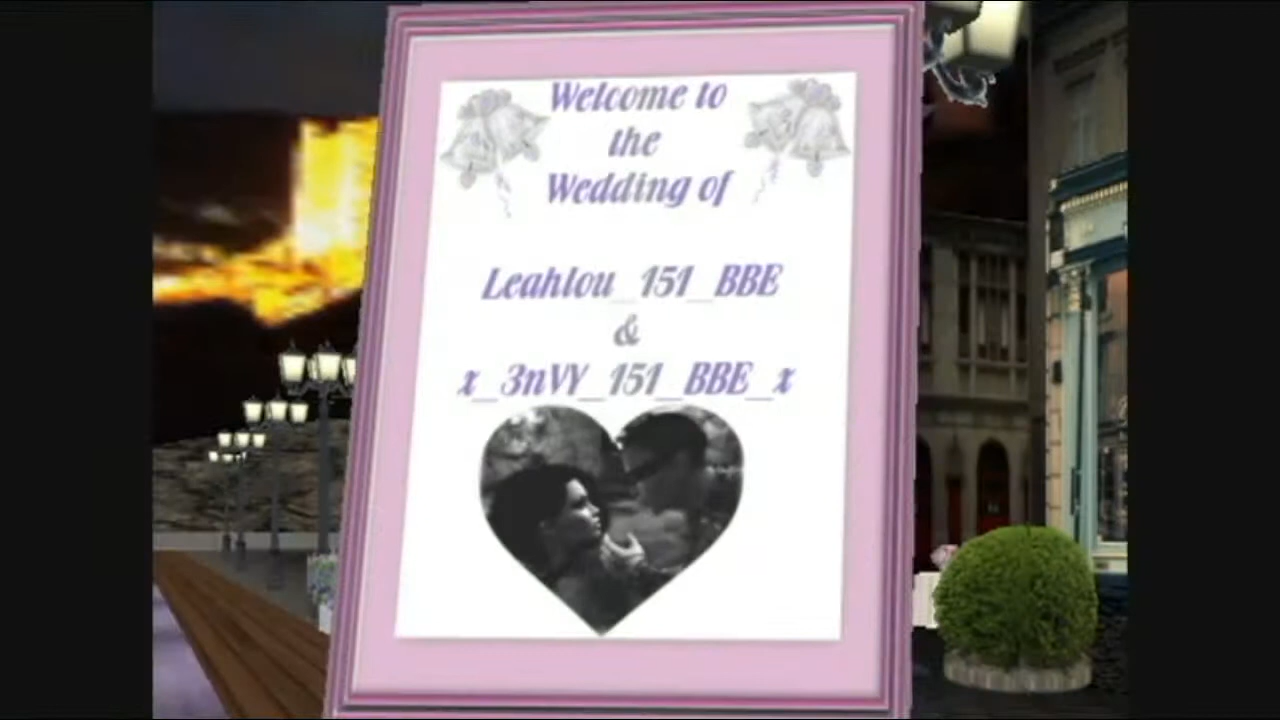 Welcome to
the
Wedding of
Leahlou_151_BBE
&
x_3nVY_151_BBE_x